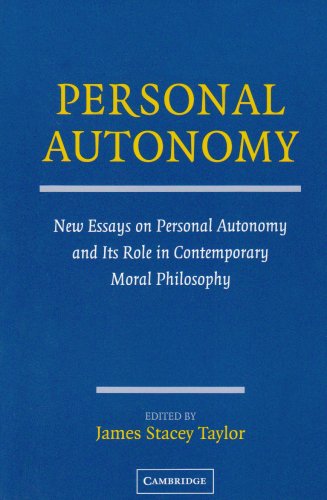 PERSONAL
AUTONOMY
New Essays on Personal Autonomy
and Its Role in Contemporary
Moral Philosophy
EDITED BY
James Stacey Taylor
CAMBRIDGE